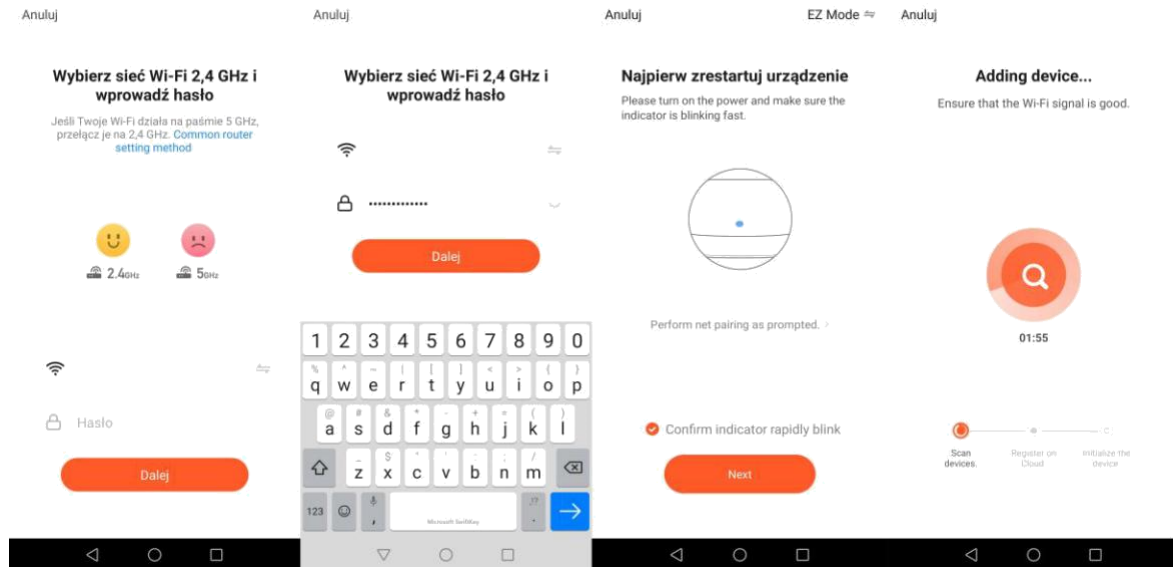 Anuluj
Wybierz sieć Wi-Fi 2,4 GHz i
wprowadź hasło
Jeśli Twoje Wi-Fi działa na paśmie 5 GHz,
przełącz je na 2,4 GHz. Common router
setting method
2.4GHz
5GHz
Hasło
Dalej
Anuluj
Wybierz sieć Wi-Fi 2,4 GHz i
wprowadź hasło
•••••••••••••
Dalej
1 2 3 4 5 6 7 8 9 0
% ^ ~ | [ ] < > { }
q w e r t y u i o p
@ # & * - + = ( )
a s d f g h j k l
_ $ " ' : ; /
z x c v b n m
123 , Microsoft SwiftKey !? .
Anuluj
EZ Mode
Najpierw zrestartuj urządzenie
Please turn on the power and make sure the
indicator is blinking fast.
Perform net pairing as prompted. >
Confirm indicator rapidly blink
Next
Anuluj
Adding device...
Ensure that the Wi-Fi signal is good.
01:55
Scan
devices.
Register on
Cloud
Initialize the
device